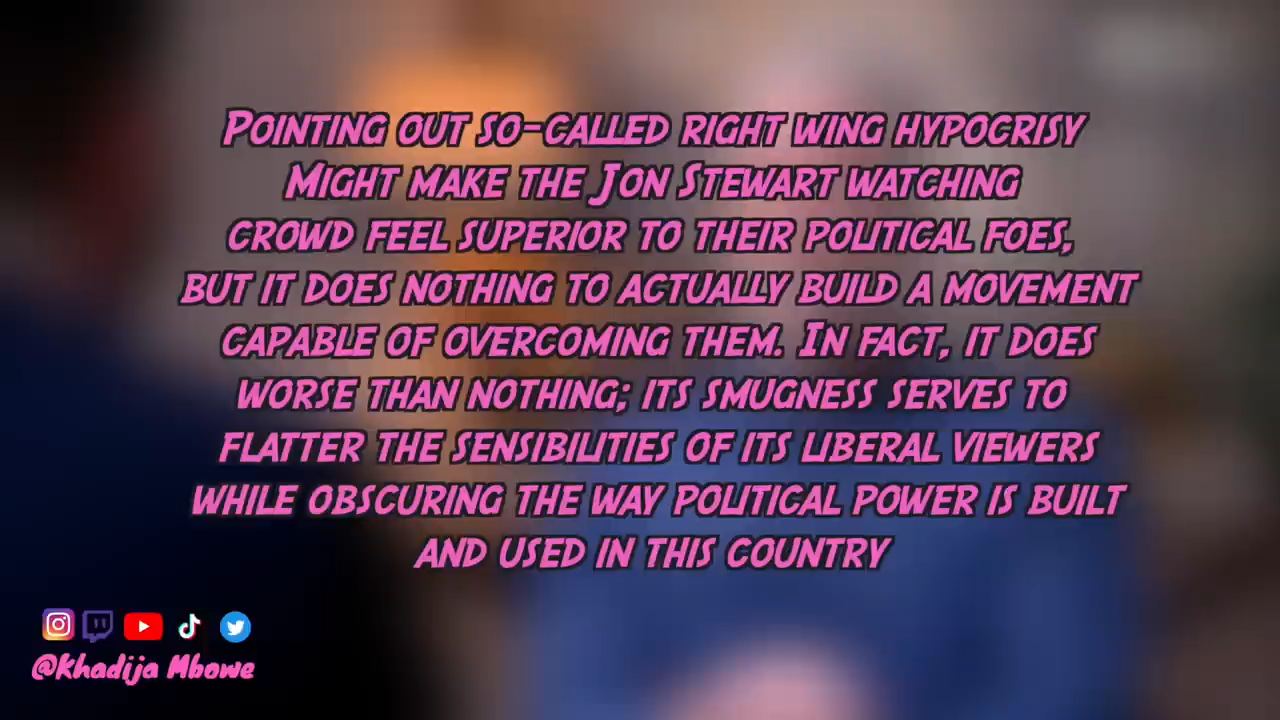 Pointing out so-called right wing hypocrisy
Might make the Jon Stewart watching
crowd feel superior to their political foes,
but it does nothing to actually build a movement
capable of overcoming them. In fact, it does
worse than nothing; its smugness serves to
flatter the sensibilities of its liberal viewers
while obscuring the way political power is built
and used in this country
@Khadija Mbowe